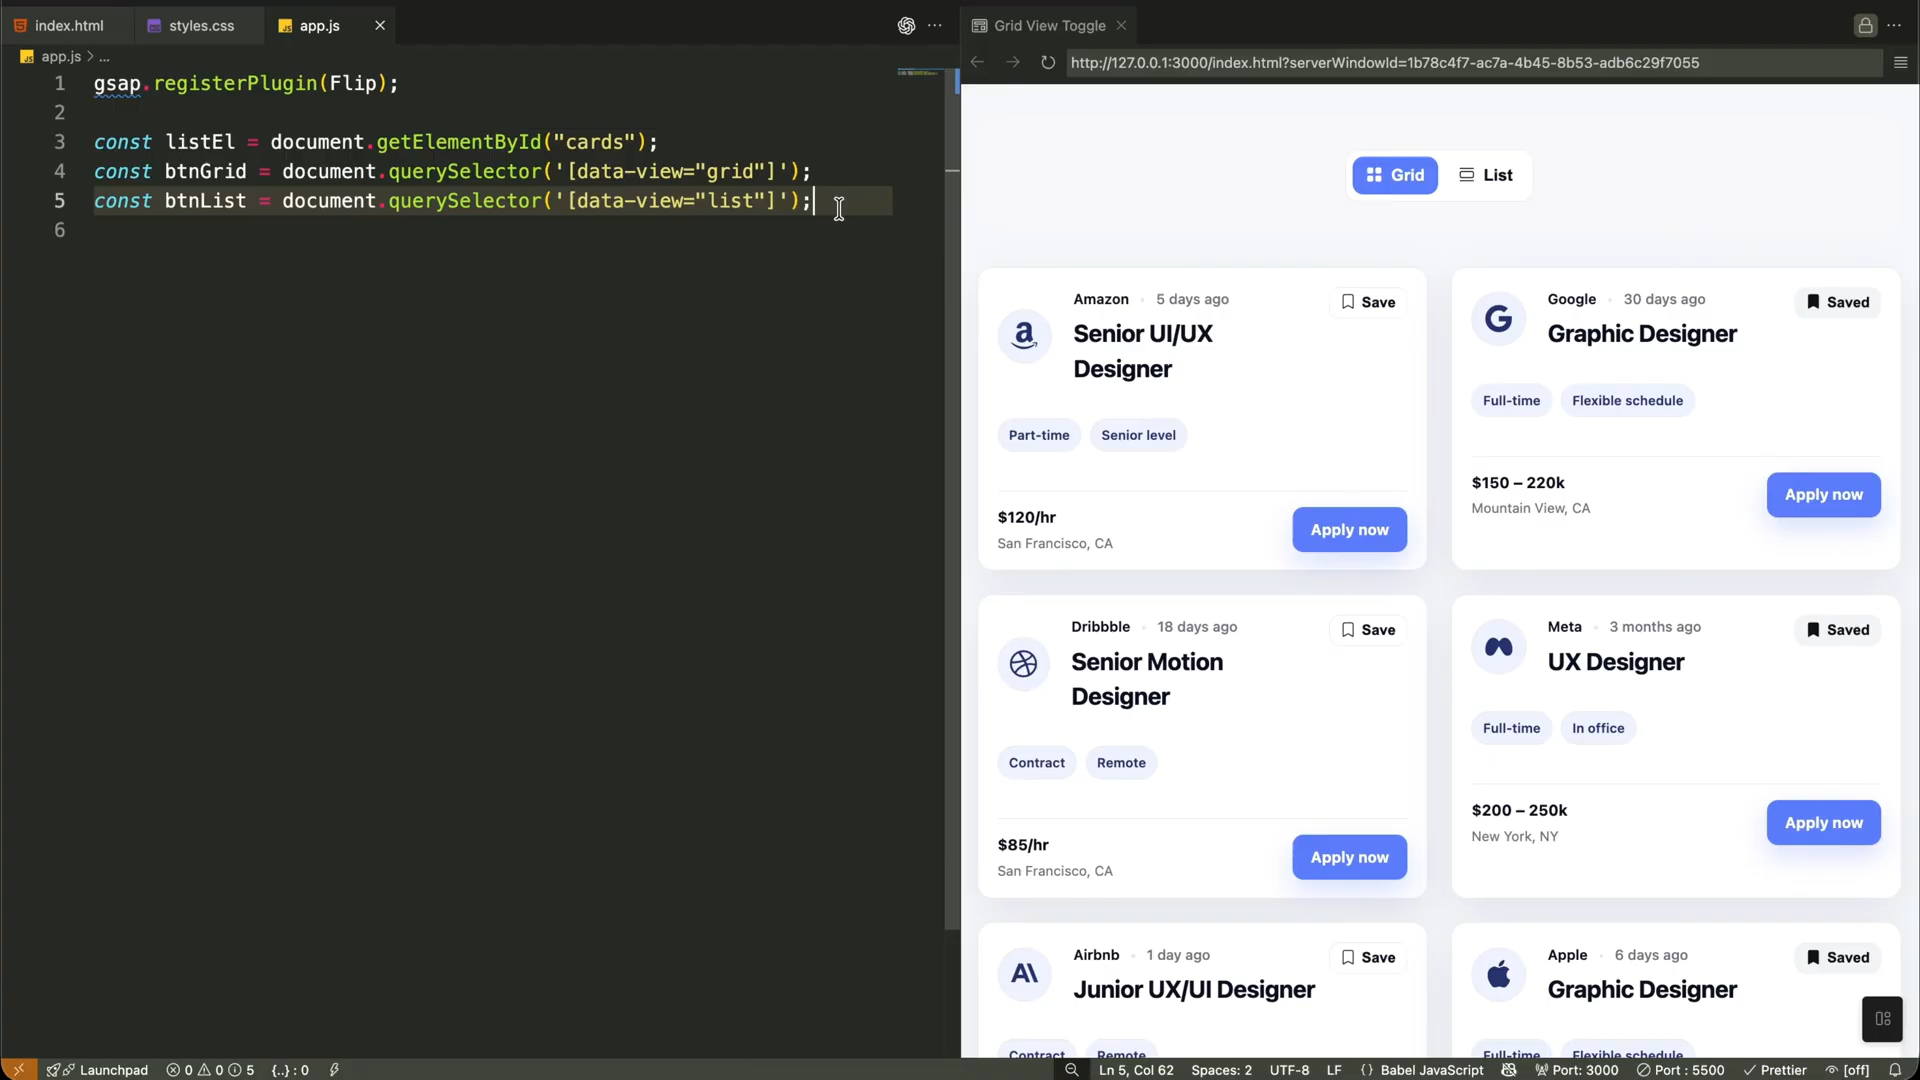 index.html
styles.css
app.js
Grid View Toggle
app.js > ...
http://127.0.0.1:3000/index.html?serverWindowId=1b78c4f7-ac7a-4b45-8b53-adb6c29f7055
1 gsap.registerPlugin(Flip);
2
3 const listEl = document.getElementById("cards");
4 const btnGrid = document.querySelector('[data-view="grid"]');
5 const btnList = document.querySelector('[data-view="list"]');
6
Grid
List
Amazon • 5 days ago
Save
Senior UI/UX
Designer
Part-time
Senior level
$120/hr
San Francisco, CA
Apply now
Google • 30 days ago
Saved
Graphic Designer
Full-time
Flexible schedule
$150 – 220k
Mountain View, CA
Apply now
Dribbble • 18 days ago
Save
Senior Motion
Designer
Contract
Remote
$85/hr
San Francisco, CA
Apply now
Meta • 3 months ago
Saved
UX Designer
Full-time
In office
$200 – 250k
New York, NY
Apply now
Airbnb • 1 day ago
Save
Junior UX/UI Designer
Contract
Remote
Apple • 6 days ago
Saved
Graphic Designer
Full-time
Flexible schedule
Launchpad
0 0 5
{..} : 0
Ln 5, Col 62
Spaces: 2
UTF-8
LF
{} Babel JavaScript
Port: 3000
Port : 5500
Prettier
[off]